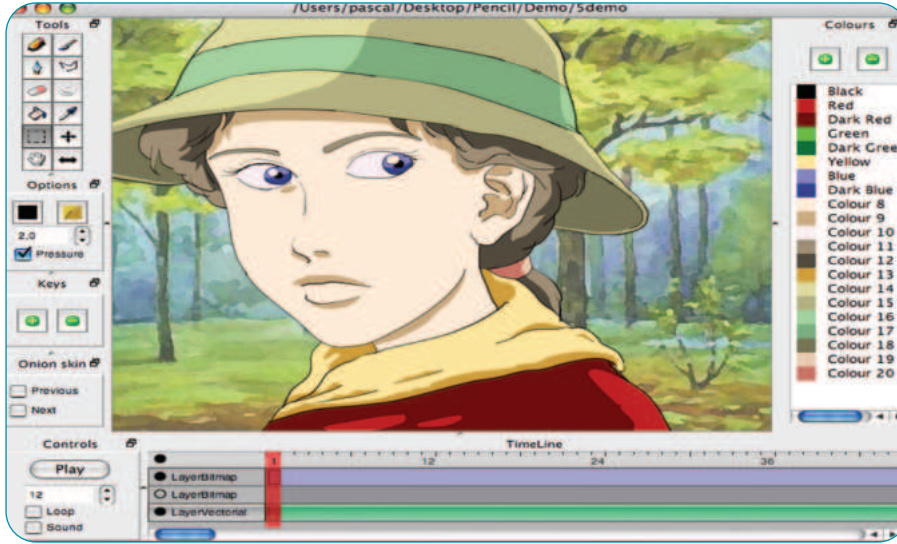 /Users/pascal/Desktop/Pencil/Demo/5demo
Tools
Options
2,0
Pressure
Keys
Onion skin
Previous
Next
Colours
Black
Red
Dark Red
Green
Dark Gree
Yellow
Blue
Dark Blue
Colour 8
Colour 9
Colour 10
Colour 11
Colour 12
Colour 13
Colour 14
Colour 15
Colour 16
Colour 17
Colour 18
Colour 19
Colour 20
Controls
Play
12
Loop
Sound
TimeLine
1 12 24 36
LayerBitmap
LayerBitmap
LayerVectorial